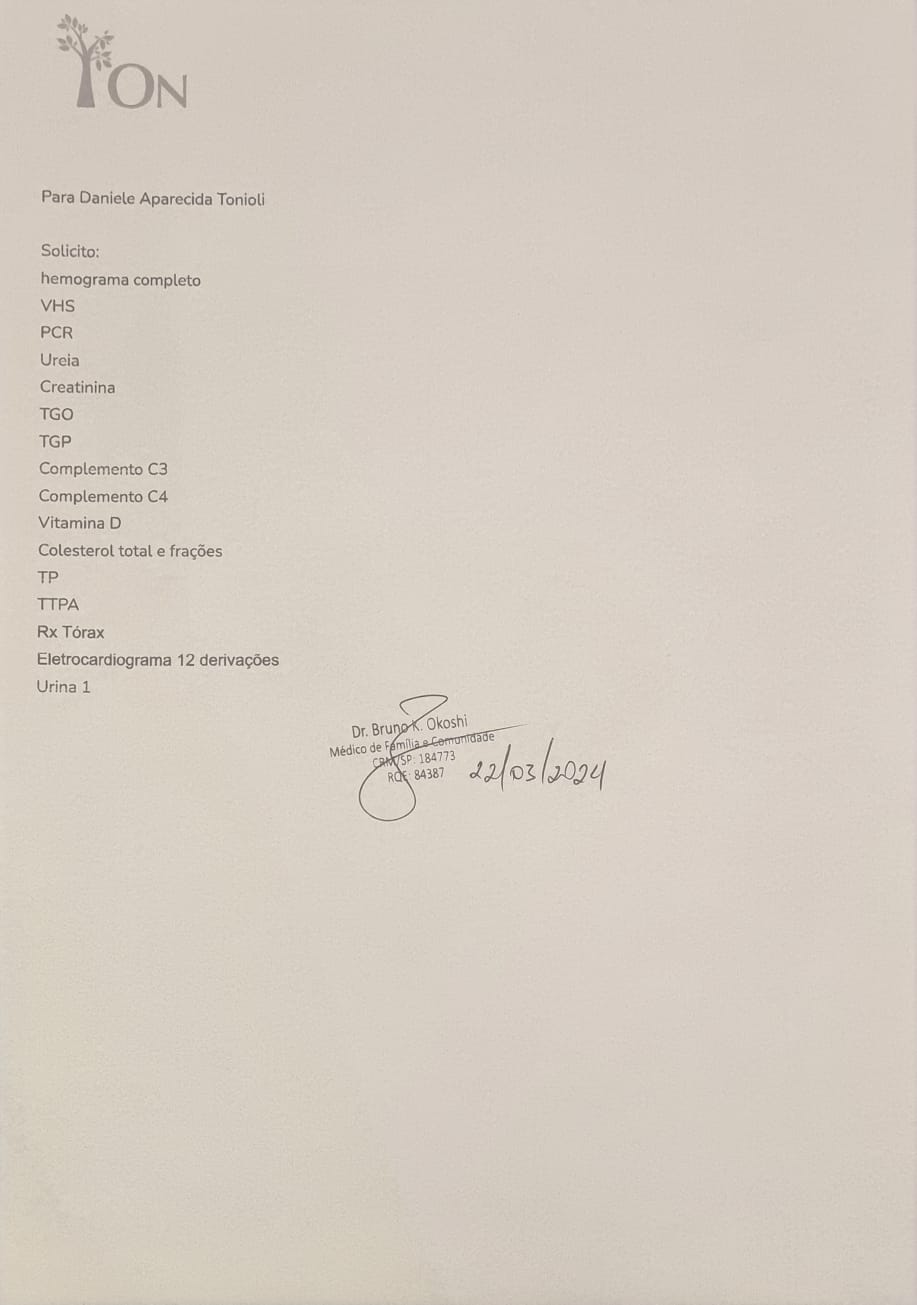 ON
Para Daniele Aparecida Tonioli
Solicito:
hemograma completo
VHS
PCR
Ureia
Creatinina
TGO
TGP
Complemento C3
Complemento C4
Vitamina D
Colesterol total e frações
TP
TTPA
Rx Tórax
Eletrocardiograma 12 derivações
Urina 1
Dr. Bruno K. Okoshi
Médico de Família e Comunidade
CRM/SP: 184773
RQE: 84387
22/03/2024